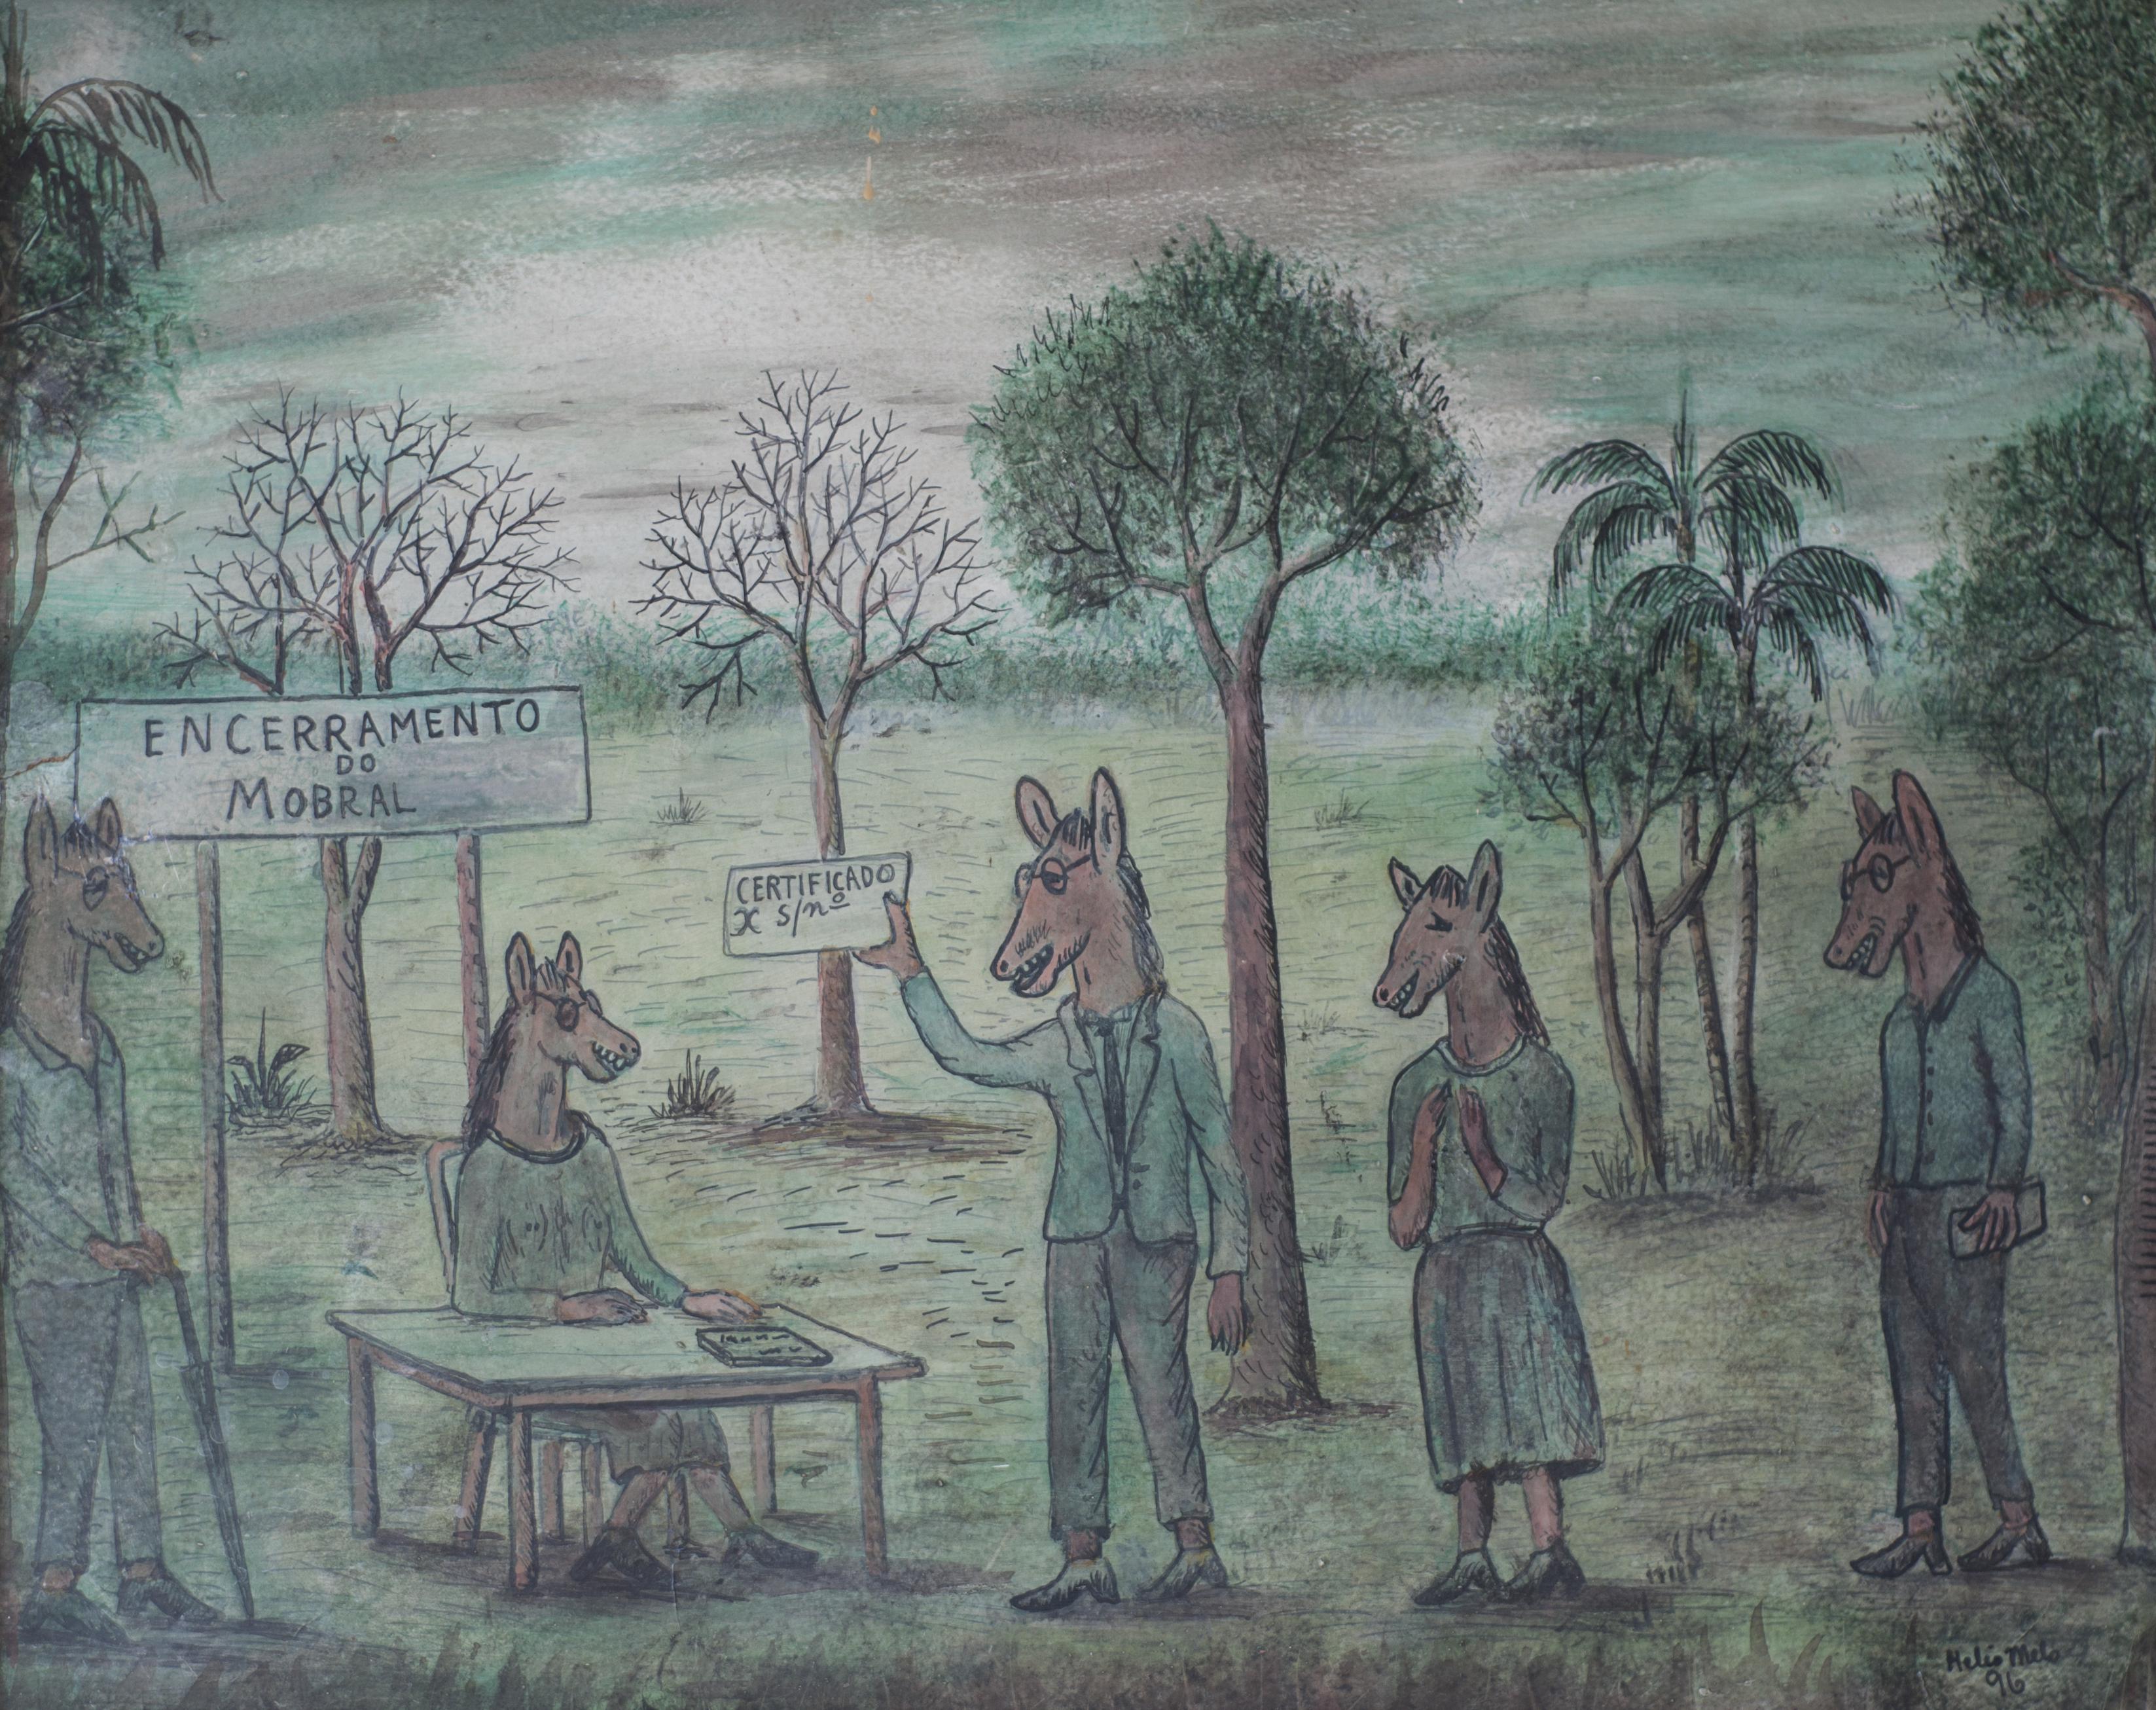 ENCERRAMENTO
DO
MOBRAL
CERTIFICADO
X S/Nº
Helio Melo
96